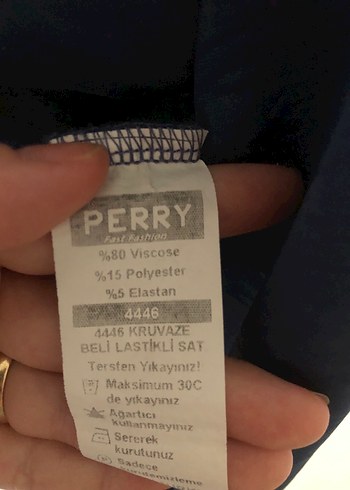 PERRY
Fast Fashion
%80 Viscose
%15 Polyester
%5 Elastan
4446
4446 KRUVAZE
BELİ LASTİKLİ SAT
Tersten Yıkayınız!
Maksimum 30C
de yıkayınız
Ağartıcı
kullanmayınız
Sererek
kurutunuz
Sadece
kurutemizleme